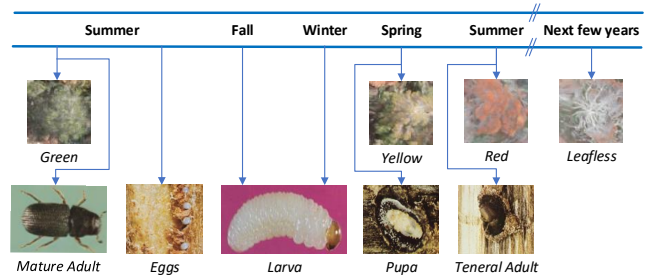 Summer Fall Winter Spring Summer Next few years
Green Yellow Red Leafless
Mature Adult Eggs Larva Pupa Teneral Adult